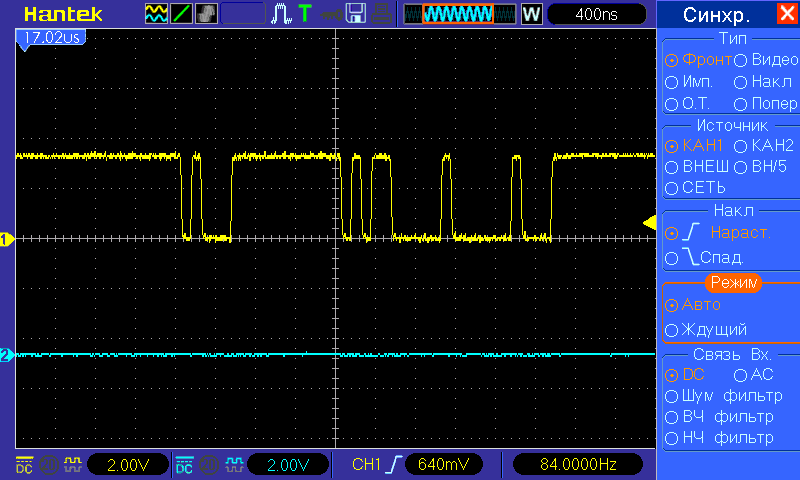 Hantek T W 400ns Синхр.
17.02us
Тип
Фронт Видео
Имп. Накл
О.Т. Попер
Источник
КАН1 КАН2
ВНЕШ ВН/5
СЕТЬ
Накл
Нараст.
Спад.
Режим
Авто
Ждущий
Связь Вх.
DC AC
Шум фильтр
ВЧ фильтр
НЧ фильтр
1
2
DC 20 2.00V DC 20 2.00V CH1 640mV 84.0000Hz